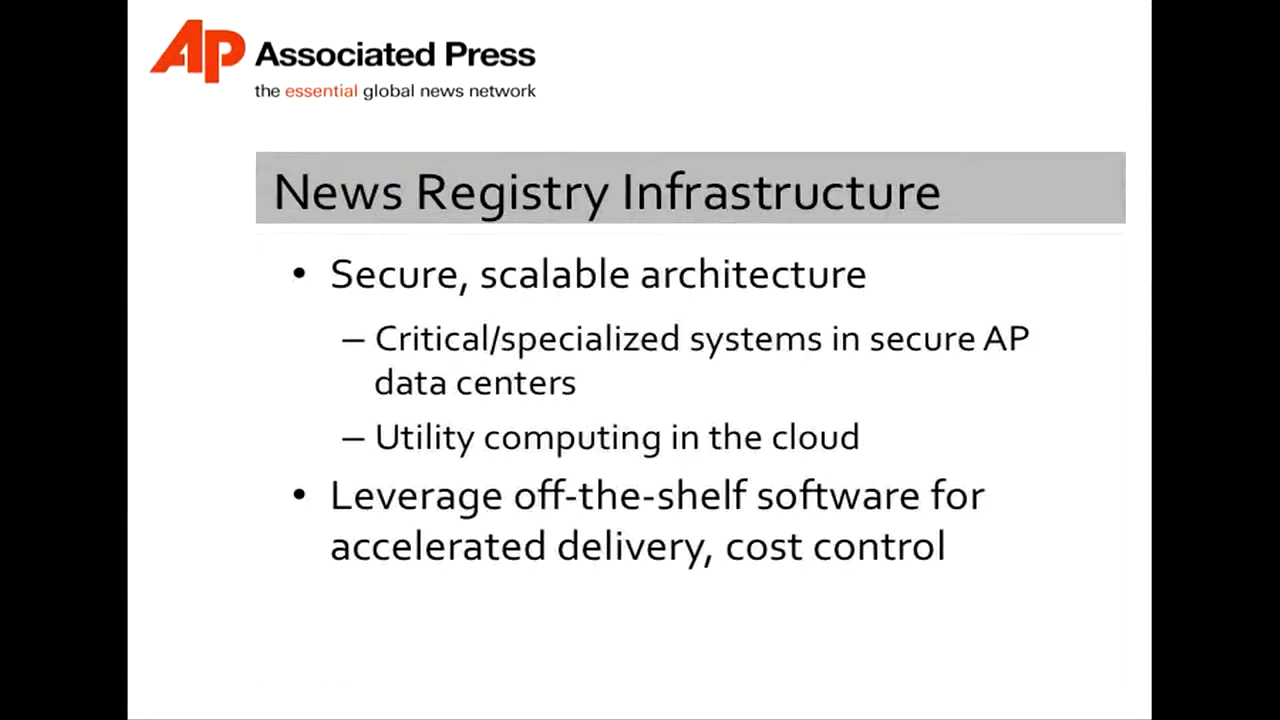 AP Associated Press
the essential global news network
News Registry Infrastructure
• Secure, scalable architecture
– Critical/specialized systems in secure AP
data centers
– Utility computing in the cloud
• Leverage off-the-shelf software for
accelerated delivery, cost control